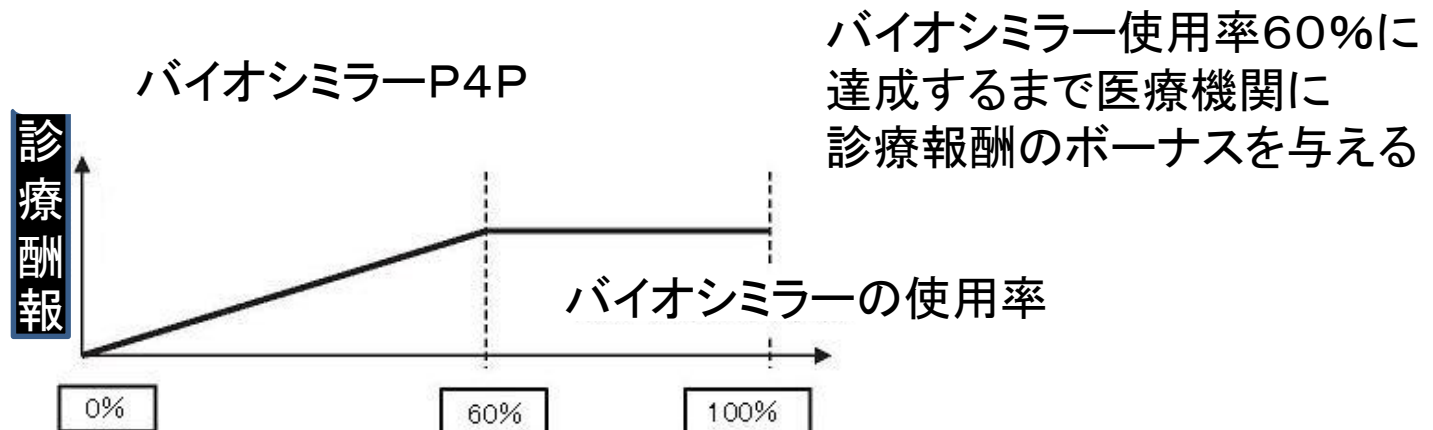 バイオシミラー使用率60%に
達成するまで医療機関に
診療報酬のボーナスを与える
バイオシミラーP4P
診療酬報
バイオシミラーの使用率
0%
60%
100%